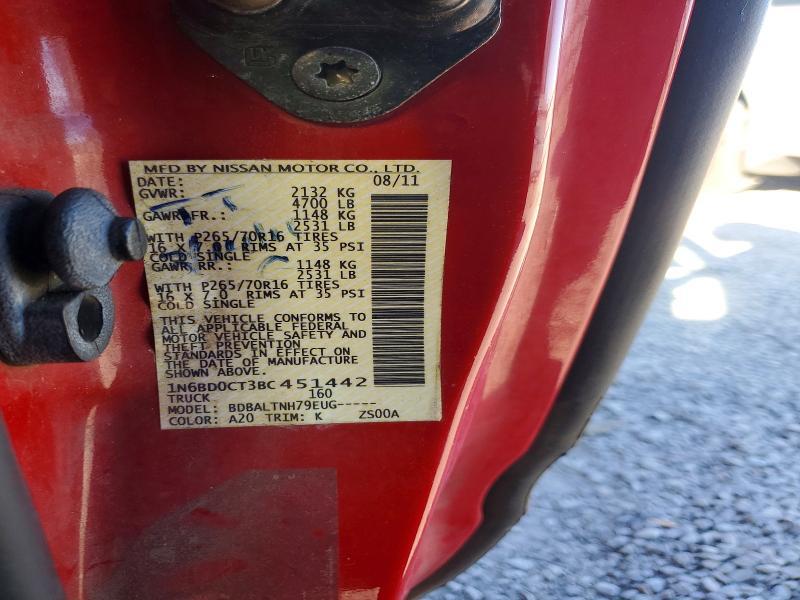 MFD BY NISSAN MOTOR CO., LTD.
DATE: 08/11
GVWR: 2132 KG
4700 LB
GAWR FR.: 1148 KG
2531 LB
WITH P265/70R16 TIRES
16 X 7.0 RIMS AT 35 PSI
COLD SINGLE
GAWR RR.: 1148 KG
2531 LB
WITH P265/70R16 TIRES
16 X 7.0 RIMS AT 35 PSI
COLD SINGLE
THIS VEHICLE CONFORMS TO
ALL APPLICABLE FEDERAL
MOTOR VEHICLE SAFETY AND
THEFT PREVENTION
STANDARDS IN EFFECT ON
THE DATE OF MANUFACTURE
SHOWN ABOVE.
1N6BD0CT3BC451442
TRUCK 160
MODEL: BDBALTNH79EUG-----
COLOR: A20 TRIM: K ZS00A